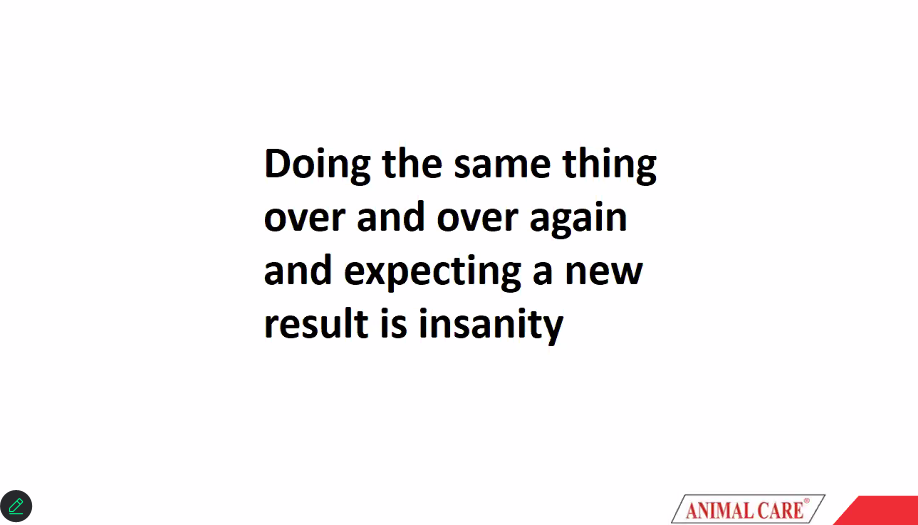 Doing the same thing
over and over again
and expecting a new
result is insanity
ANIMAL CARE®